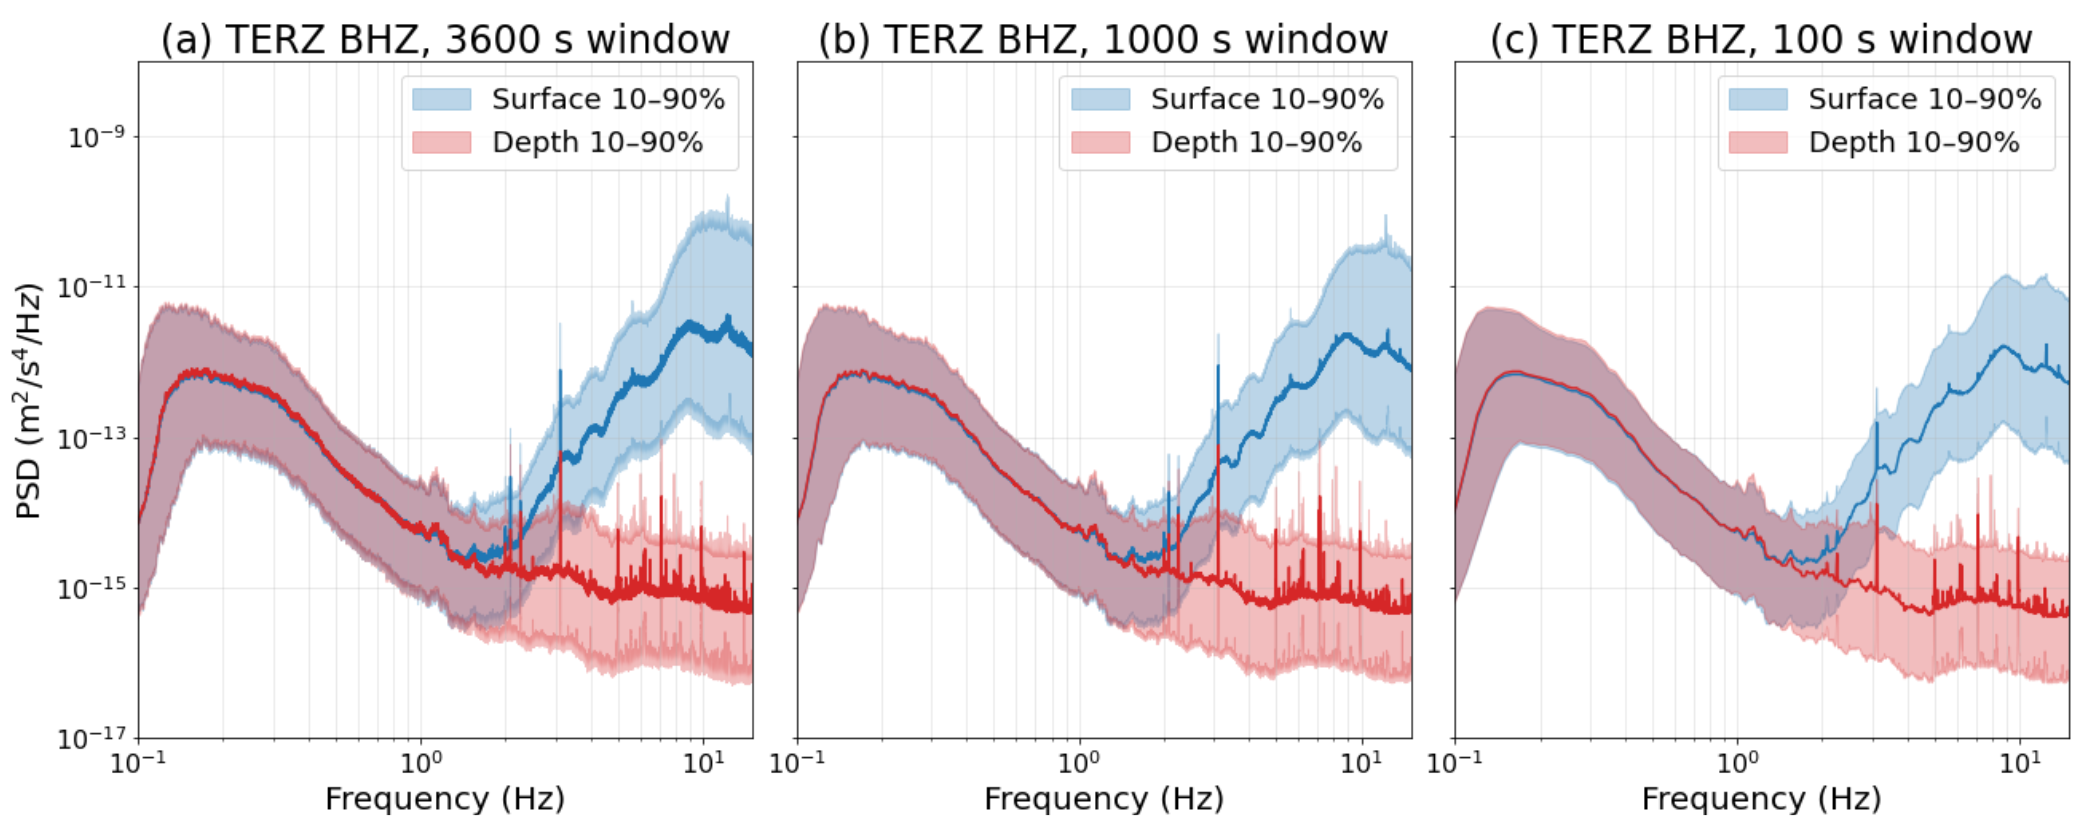 (a) TERZ BHZ, 3600 s window
Surface 10–90%
Depth 10–90%
PSD (m²/s⁴/Hz)
10⁻⁹
10⁻¹¹
10⁻¹³
10⁻¹⁵
10⁻¹⁷
10⁻¹ 10⁰ 10¹
Frequency (Hz)
(b) TERZ BHZ, 1000 s window
Surface 10–90%
Depth 10–90%
10⁻¹ 10⁰ 10¹
Frequency (Hz)
(c) TERZ BHZ, 100 s window
Surface 10–90%
Depth 10–90%
10⁻¹ 10⁰ 10¹
Frequency (Hz)